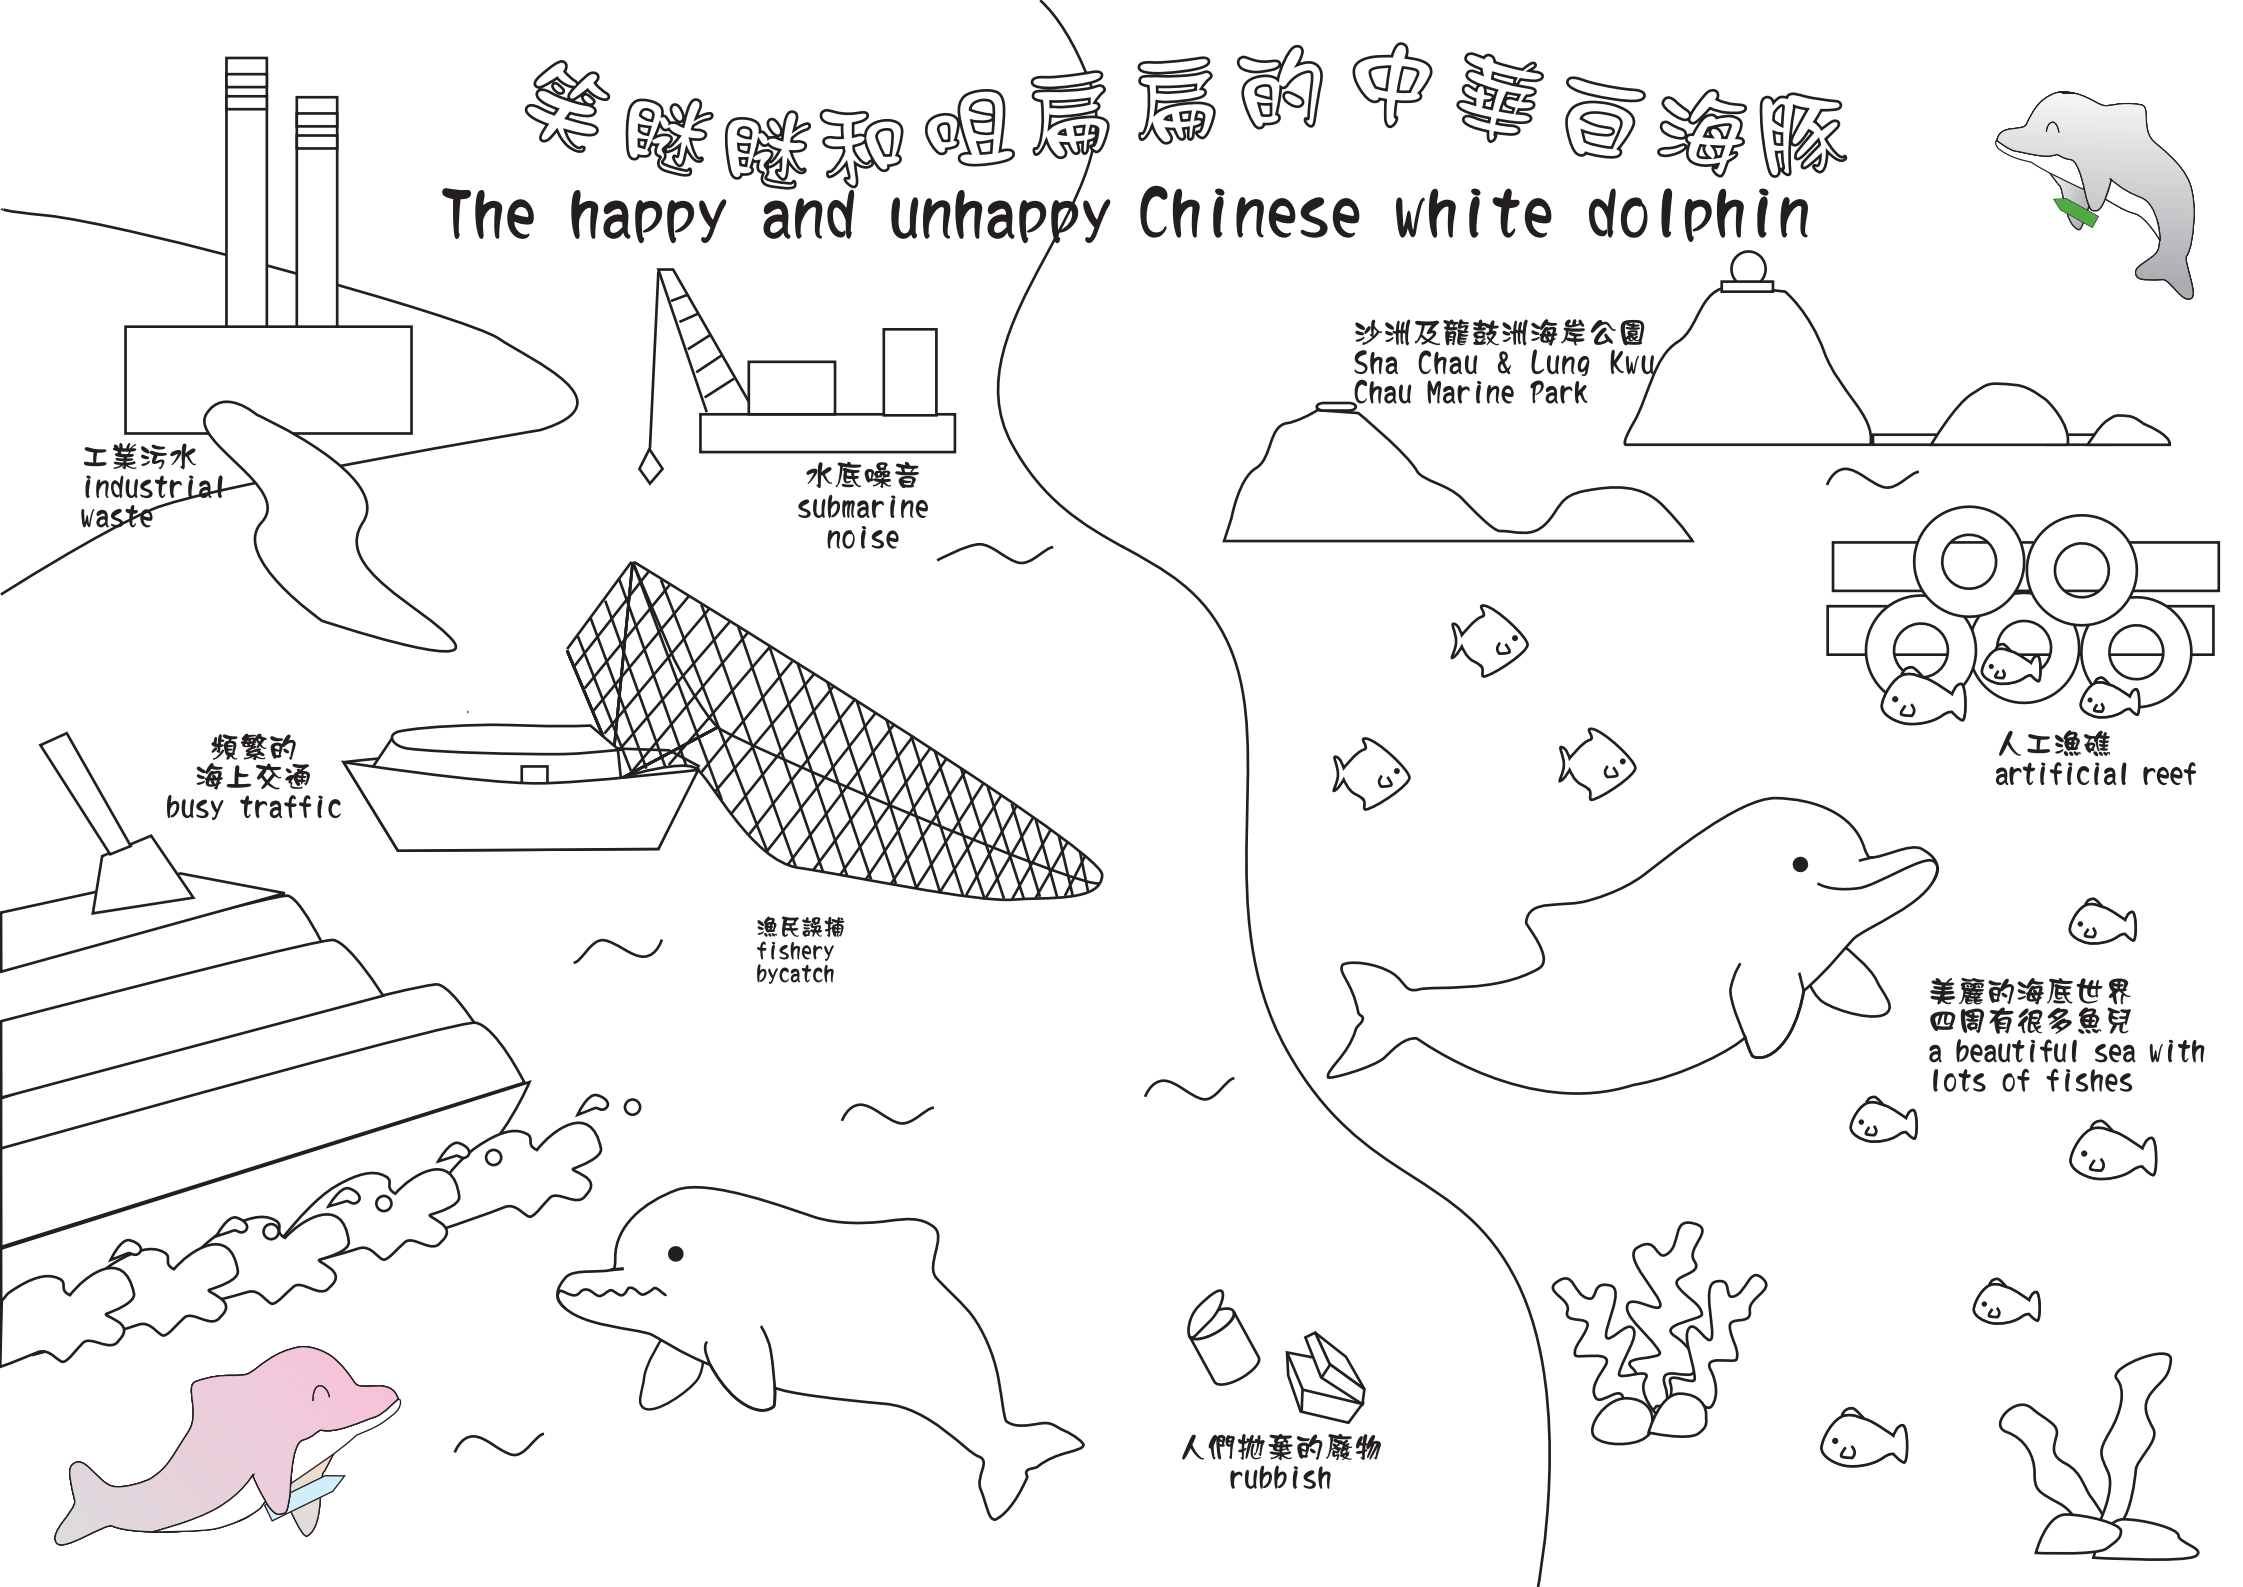 笑瞇瞇和咀扁扁的中華白海豚
The happy and unhappy Chinese white dolphin
工業污水
industrial
waste
水底噪音
submarine
noise
沙洲及龍鼓洲海岸公園
Sha Chau & Lung Kwu
Chau Marine Park
頻繁的
海上交通
busy traffic
人工漁礁
artificial reef
漁民誤捕
fishery
bycatch
美麗的海底世界
四周有很多魚兒
a beautiful sea with
lots of fishes
人們拋棄的廢物
rubbish